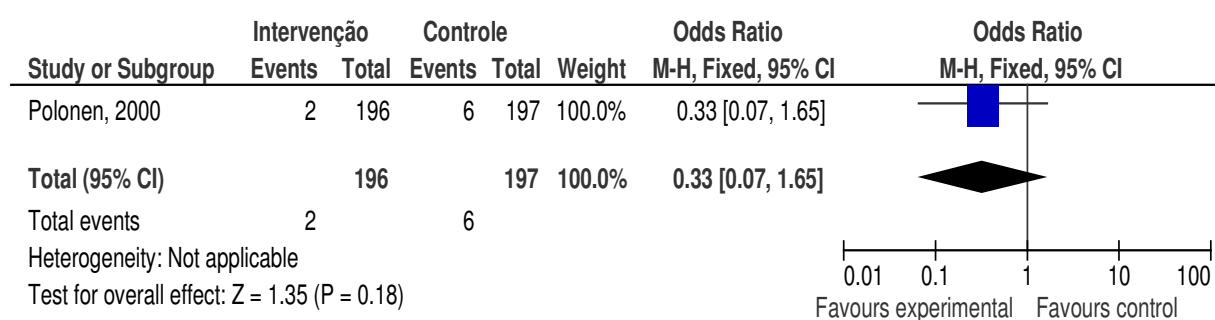 Intervenção Controle Odds Ratio Odds Ratio
Study or Subgroup Events Total Events Total Weight M-H, Fixed, 95% CI M-H, Fixed, 95% CI
Polonen, 2000 2 196 6 197 100.0% 0.33 [0.07, 1.65]
Total (95% CI) 196 197 100.0% 0.33 [0.07, 1.65]
Total events 2 6
Heterogeneity: Not applicable
Test for overall effect: Z = 1.35 (P = 0.18)
0.01 0.1 1 10 100
Favours experimental Favours control